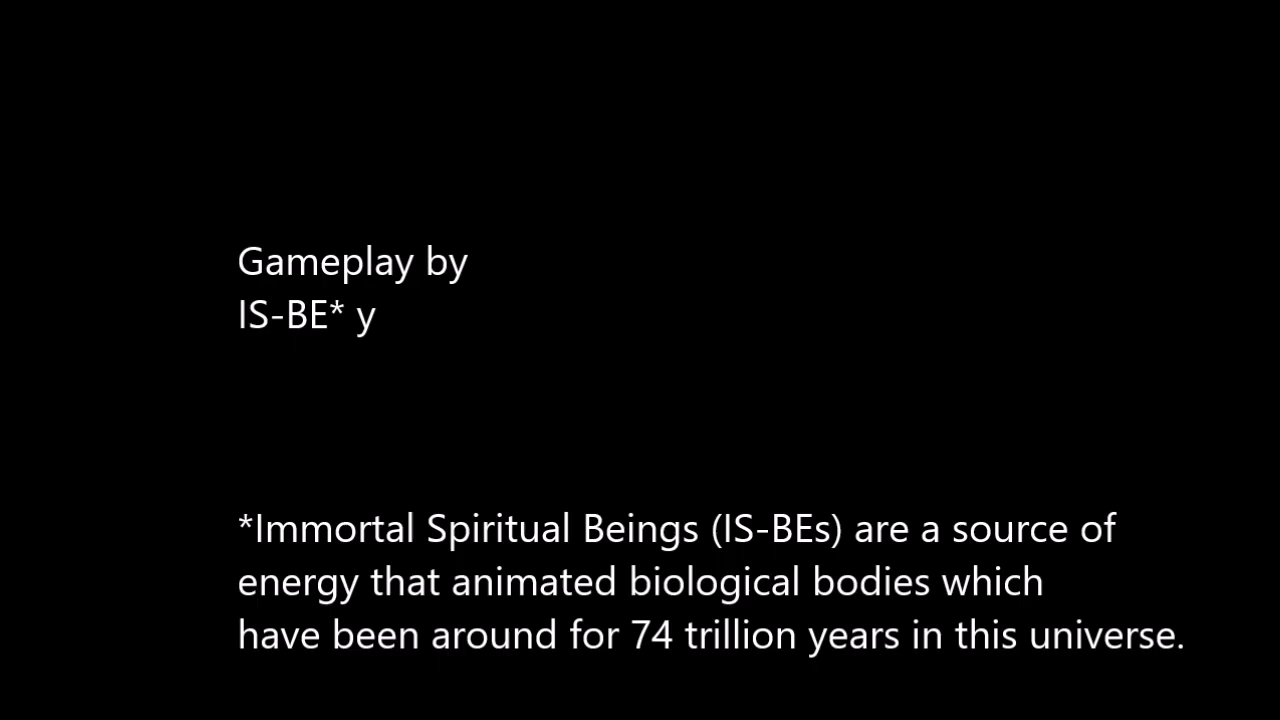 Gameplay by
IS-BE* y
*Immortal Spiritual Beings (IS-BEs) are a source of
energy that animated biological bodies which
have been around for 74 trillion years in this universe.